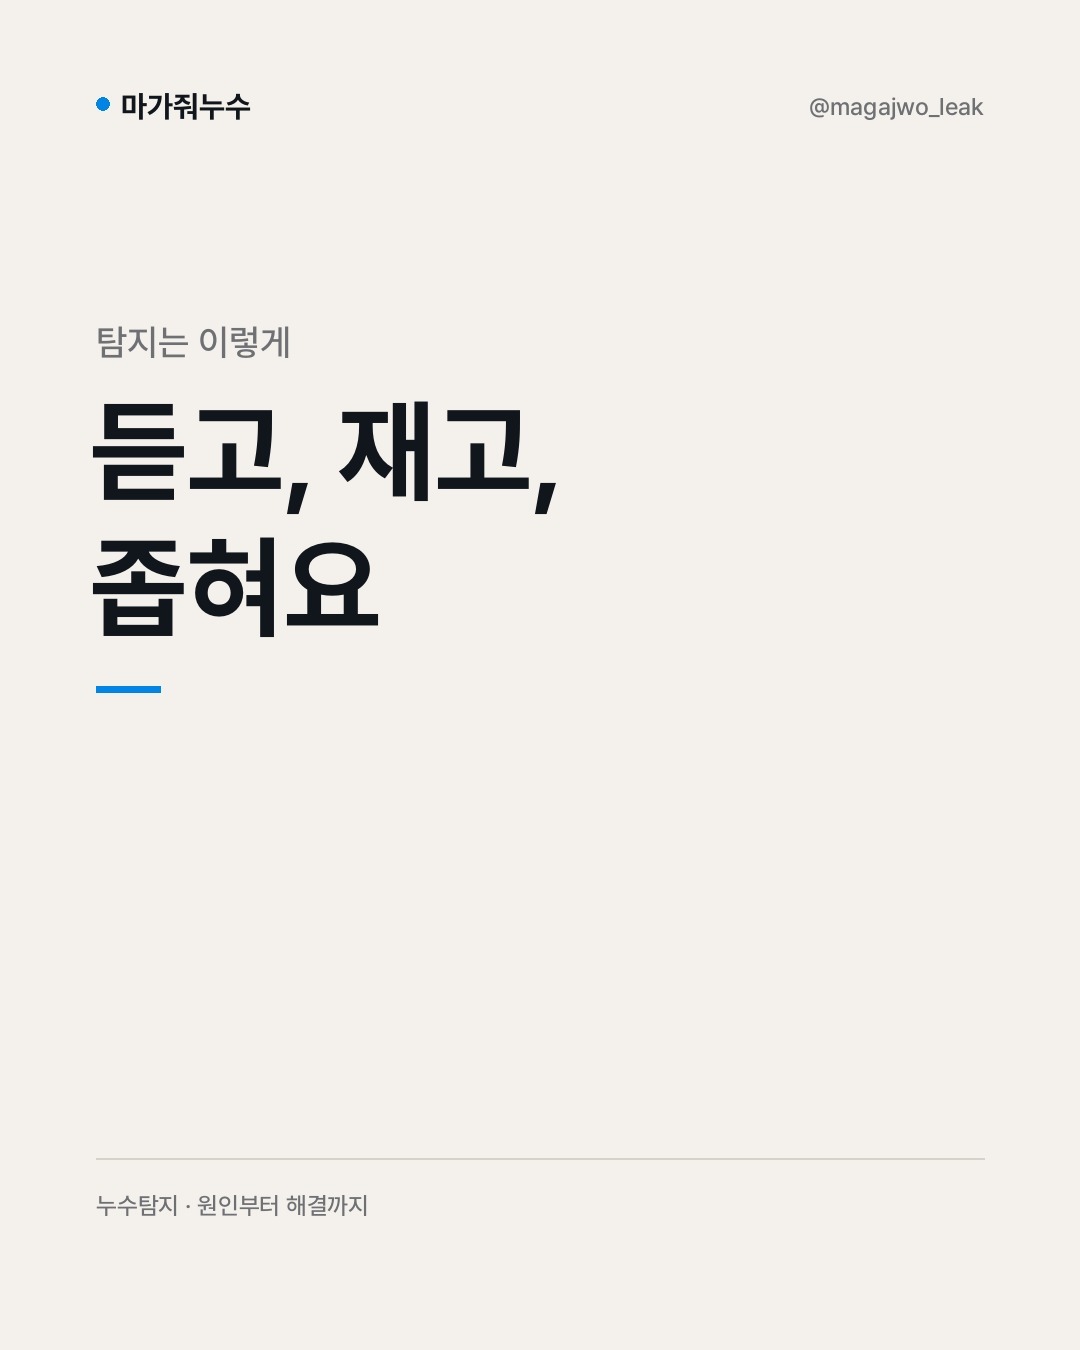 마가줘누수
@magajwo_leak
탐지는 이렇게
듣고, 재고,
좁혀요
누수탐지 · 원인부터 해결까지